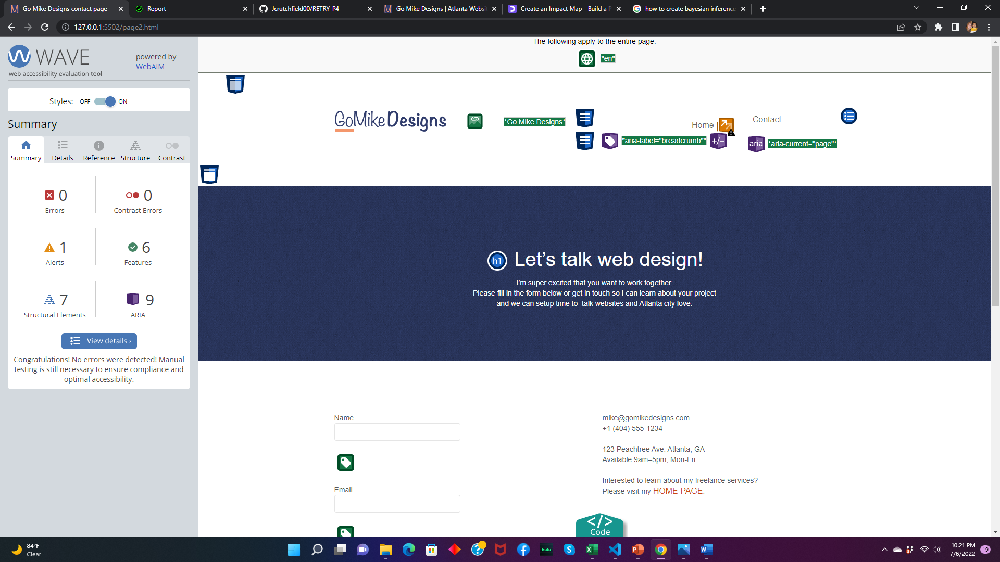 Go Mike Designs contact page
Report
Jcrutchfield00/RETRY-P4
Go Mike Designs | Atlanta Websi
Create an Impact Map - Build a P
how to create bayesian inference
127.0.0.1:5502/page2.html
WAVE
powered by
WebAIM
web accessibility evaluation tool
Styles: OFF ON
Summary
Summary Details Reference Structure Contrast
0 Errors
0 Contrast Errors
1 Alerts
6 Features
7 Structural Elements
9 ARIA
View details ›
Congratulations! No errors were detected! Manual
testing is still necessary to ensure compliance and
optimal accessibility.
The following apply to the entire page:
*en*
GoMikeDesigns
*Go Mike Designs*
Home |
Contact
*aria-label="breadcrumb"*
+/-
aria
*aria-current="page"*
h1
Let’s talk web design!
I’m super excited that you want to work together.
Please fill in the form below or get in touch so I can learn about your project
and we can setup time to talk websites and Atlanta city love.
Name
Email
mike@gomikedesigns.com
+1 (404) 555-1234
123 Peachtree Ave. Atlanta, GA
Available 9am–5pm, Mon-Fri
Interested to learn about my freelance services?
Please visit my HOME PAGE.
</>
Code
84°F
Clear
hulu
10:21 PM
7/6/2022
19